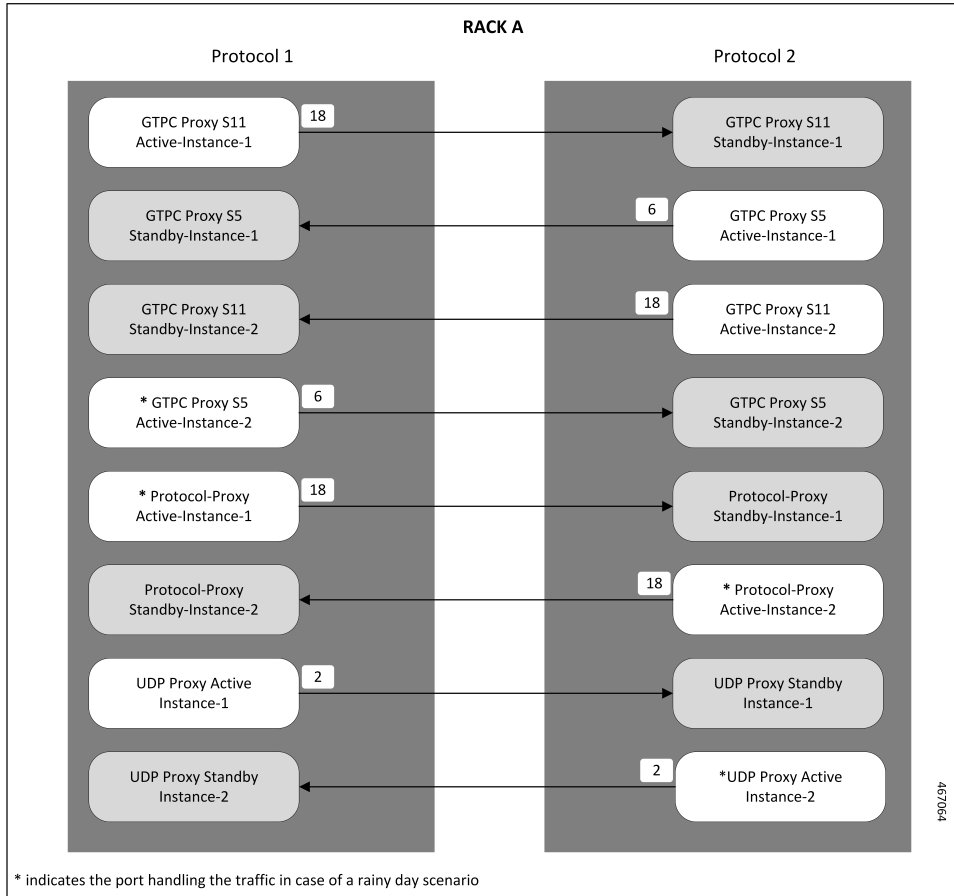 RACK A
Protocol 1
Protocol 2
GTPC Proxy S11
Active-Instance-1
18
GTPC Proxy S11
Standby-Instance-1
GTPC Proxy S5
Standby-Instance-1
6
GTPC Proxy S5
Active-Instance-1
GTPC Proxy S11
Standby-Instance-2
18
GTPC Proxy S11
Active-Instance-2
* GTPC Proxy S5
Active-Instance-2
6
GTPC Proxy S5
Standby-Instance-2
* Protocol-Proxy
Active-Instance-1
18
Protocol-Proxy
Standby-Instance-1
Protocol-Proxy
Standby-Instance-2
18
* Protocol-Proxy
Active-Instance-2
UDP Proxy Active
Instance-1
2
UDP Proxy Standby
Instance-1
UDP Proxy Standby
Instance-2
2
*UDP Proxy Active
Instance-2
467064
* indicates the port handling the traffic in case of a rainy day scenario